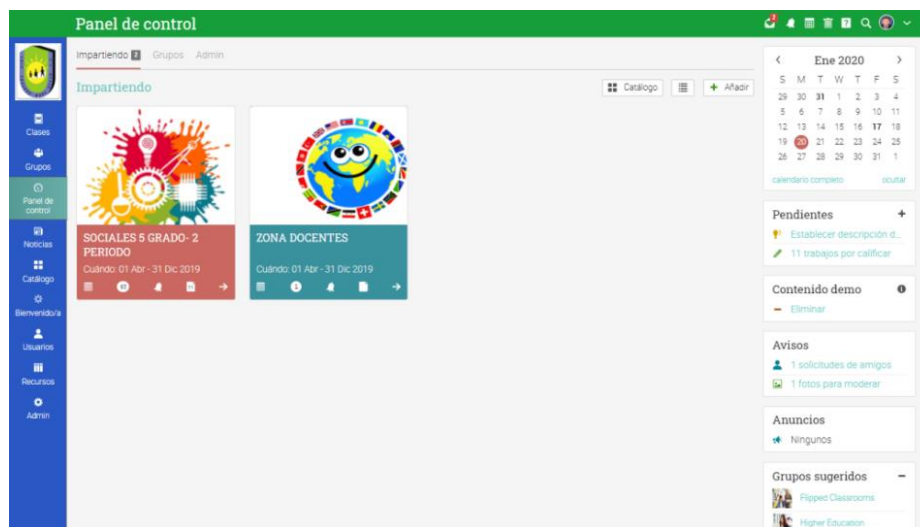 Panel de control
2
Clases
Grupos
Panel de
control
Noticias
Catálogo
Bienvenido/a
Usuarios
Recursos
Admin
Impartiendo 2 Grupos Admin
Impartiendo
Catálogo
+ Añadir
SOCIALES 5 GRADO- 2
PERIODO
Cuándo: 01 Abr - 31 Dic 2019
ZONA DOCENTES
Cuándo: 01 Abr - 31 Dic 2019
1
< Ene 2020 >
S M T W T F S
29 30 31 1 2 3 4
5 6 7 8 9 10 11
12 13 14 15 16 17 18
19 20 21 22 23 24 25
26 27 28 29 30 31 1
calendario completo ocultar
Pendientes +
Establecer descripción d...
11 trabajos por calificar
Contenido demo
Eliminar
Avisos
1 solicitudes de amigos
1 fotos para moderar
Anuncios
Ningunos
Grupos sugeridos −
Flipped Classrooms
Higher Education